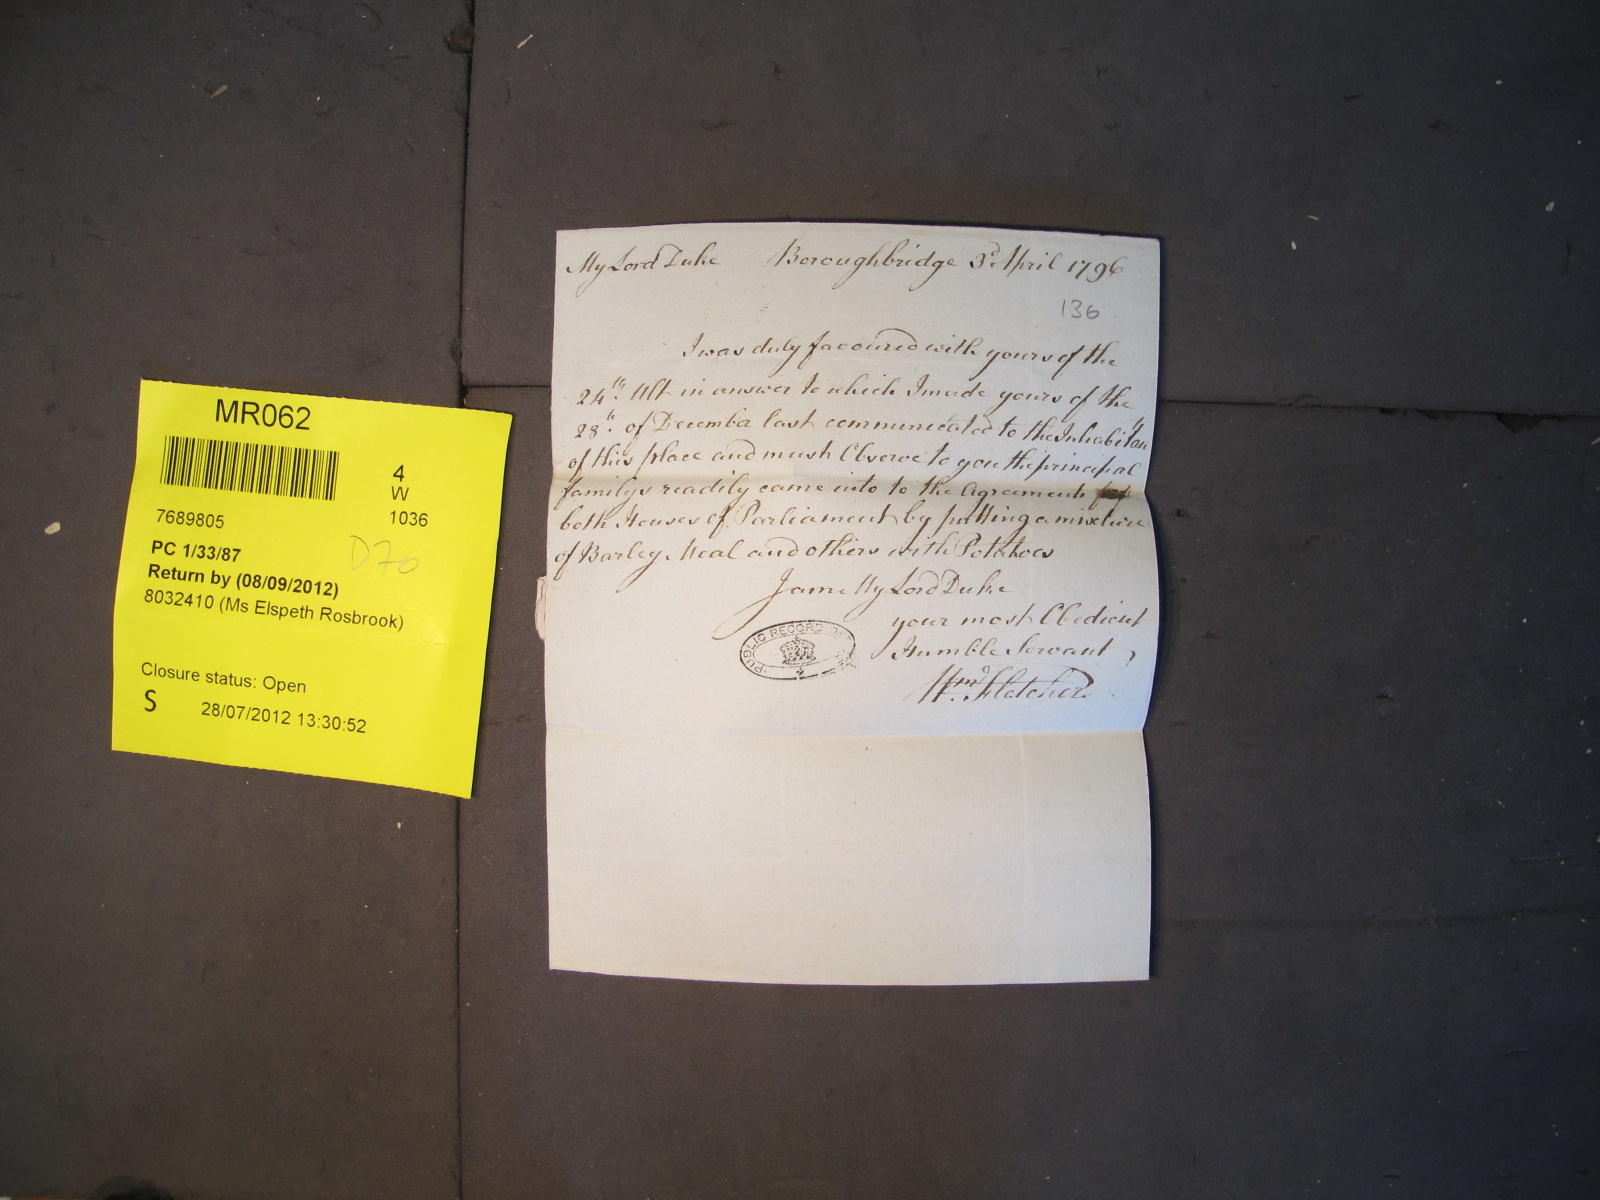 MR062
4
W
1036
7689805
D70
PC 1/33/87
Return by (08/09/2012)
8032410 (Ms Elspeth Rosbrook)
Closure status: Open
S 28/07/2012 13:30:52
My Lord Duke Boroughbridge 3d April 1796
136
I was duly favoured with yours of the
24th Ult in answer to which I made yours of the
28th of December last communicated to the Inhabitants
of this place and must Observe to you the principal
familys readily came into to the Agreement
both Houses of Parliament by putting a mixture
of Barley Meal and others with Potatoes
I am My Lord Duke
your most Obedient
Humble Servant
Wm Fletcher
PUBLIC RECORD